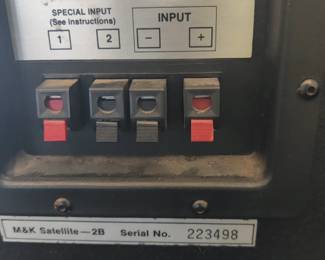 SPECIAL INPUT INPUT
(See instructions)
1 2 − +
M&K Satellite—2B Serial No. 223498